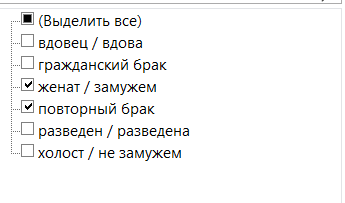 (Выделить все)
вдовец / вдова
гражданский брак
женат / замужем
повторный брак
разведен / разведена
холост / не замужем